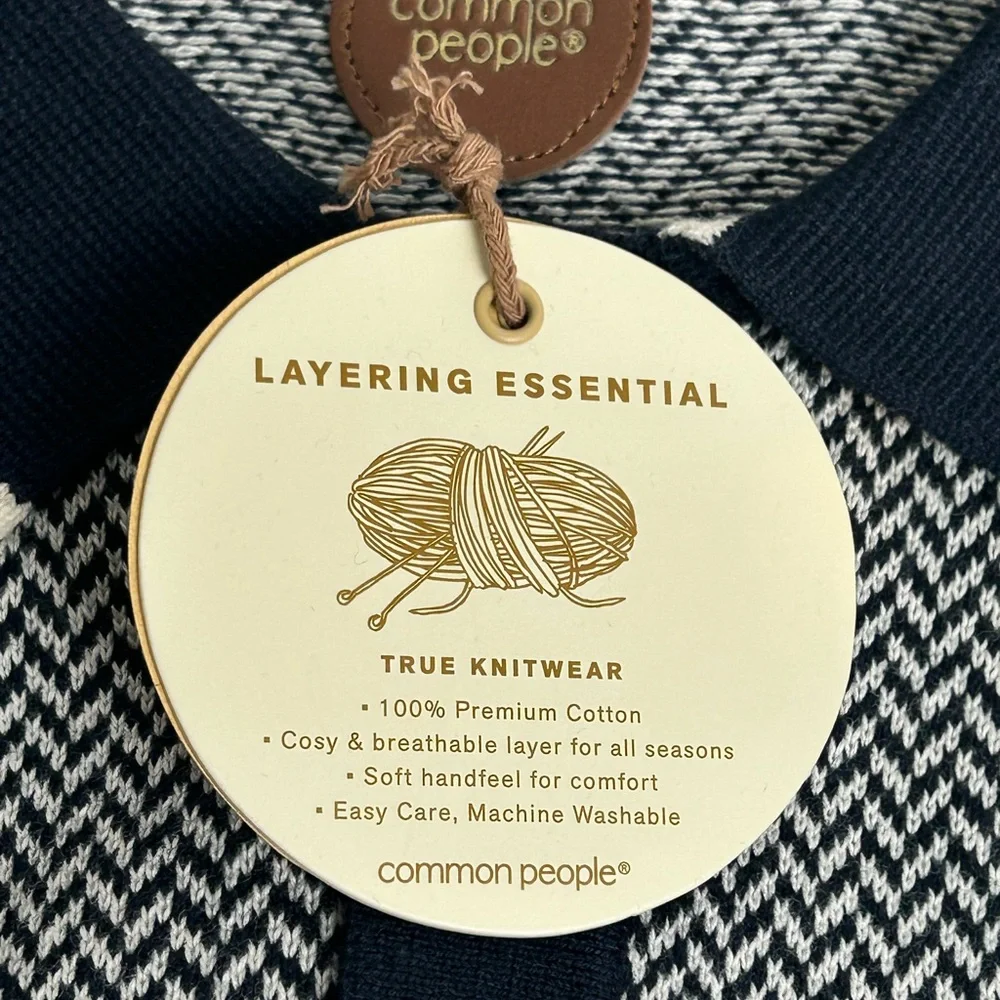 common
people®
LAYERING ESSENTIAL
TRUE KNITWEAR
▪ 100% Premium Cotton
▪ Cosy & breathable layer for all seasons
▪ Soft handfeel for comfort
▪ Easy Care, Machine Washable
common people®